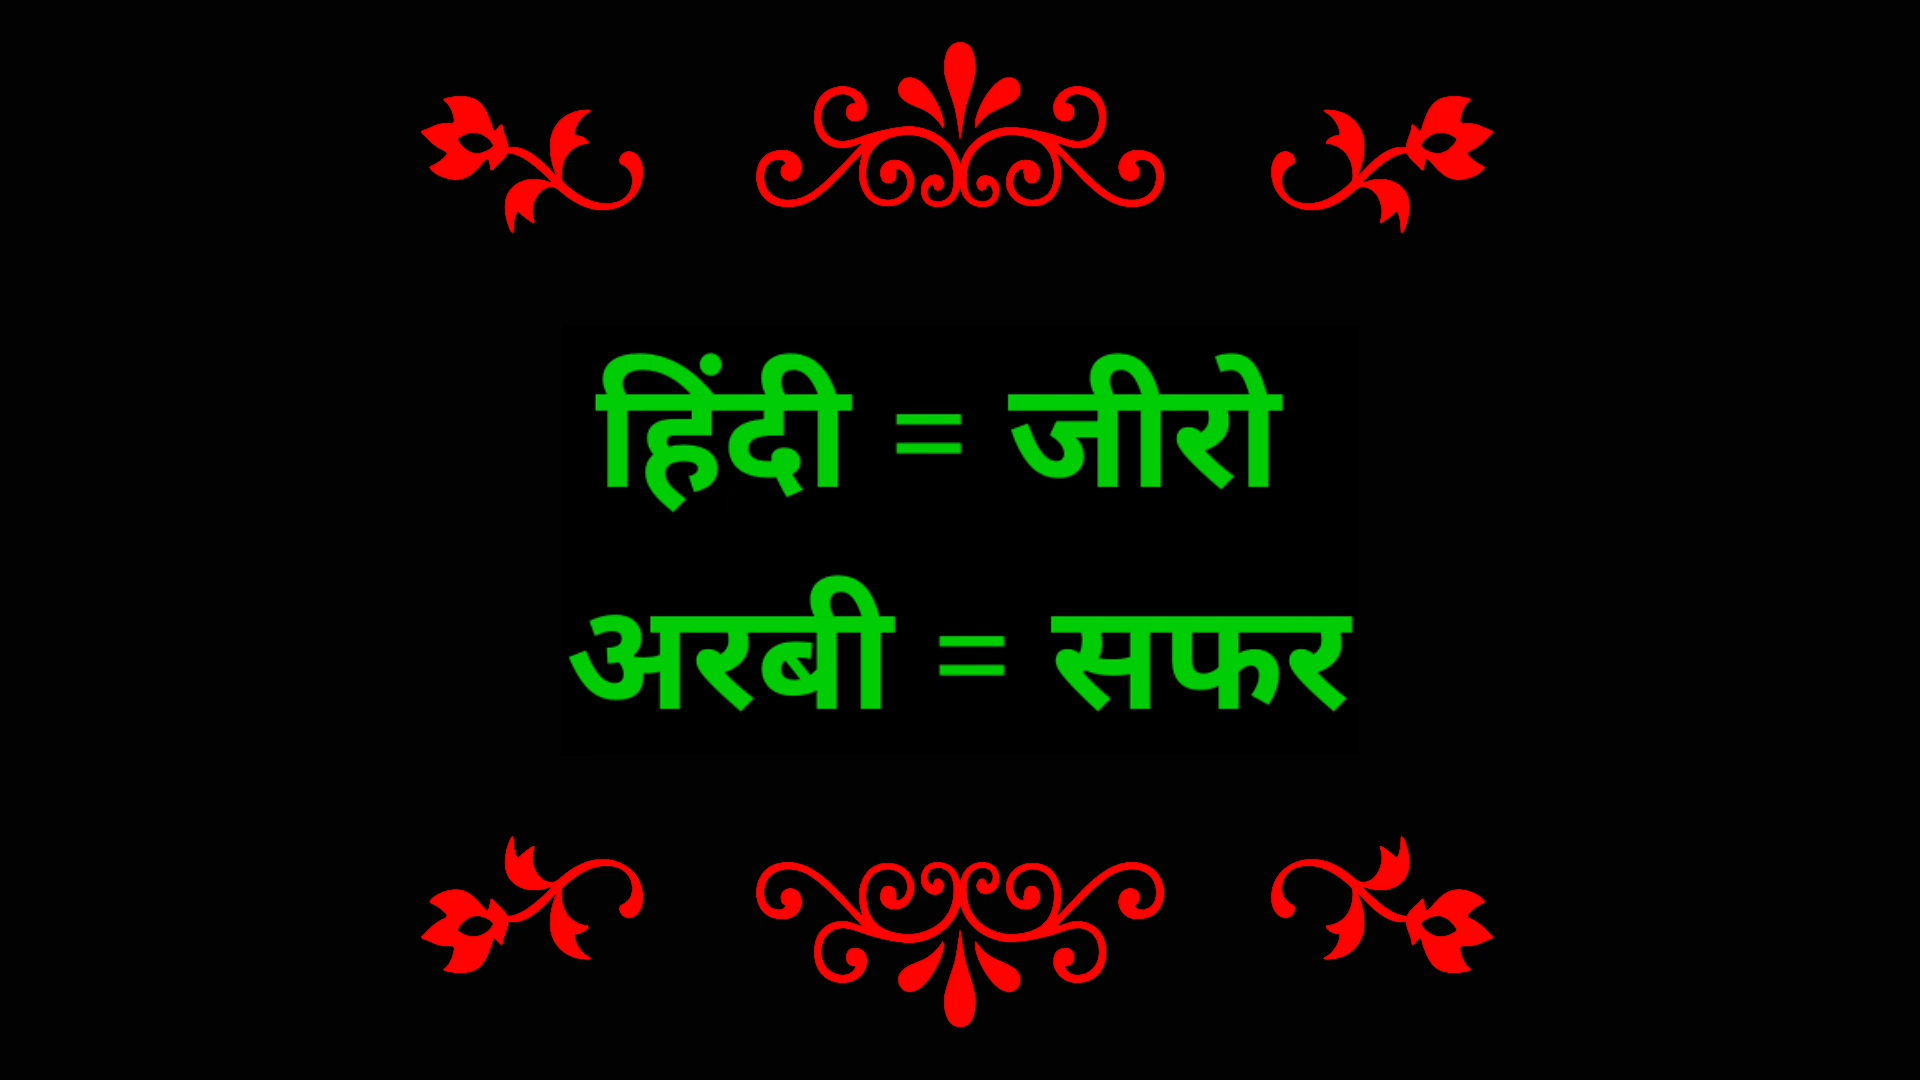 हिंदी = जीरो
अरबी = सफर